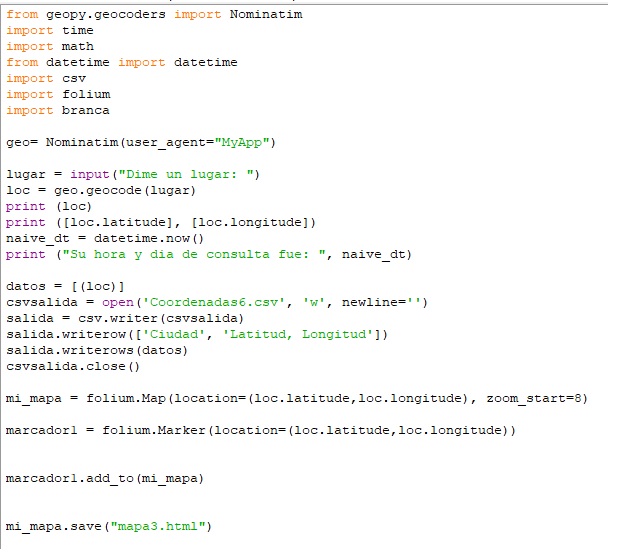 from geopy.geocoders import Nominatim
import time
import math
from datetime import datetime
import csv
import folium
import branca
geo= Nominatim(user_agent="MyApp")
lugar = input("Dime un lugar: ")
loc = geo.geocode(lugar)
print (loc)
print ([loc.latitude], [loc.longitude])
naive_dt = datetime.now()
print ("Su hora y dia de consulta fue: ", naive_dt)
datos = [(loc)]
csvsalida = open('Coordenadas6.csv', 'w', newline='')
salida = csv.writer(csvsalida)
salida.writerow(['Ciudad', 'Latitud, Longitud'])
salida.writerows(datos)
csvsalida.close()
mi_mapa = folium.Map(location=(loc.latitude,loc.longitude), zoom_start=8)
marcador1 = folium.Marker(location=(loc.latitude,loc.longitude))
marcador1.add_to(mi_mapa)
mi_mapa.save("mapa3.html")